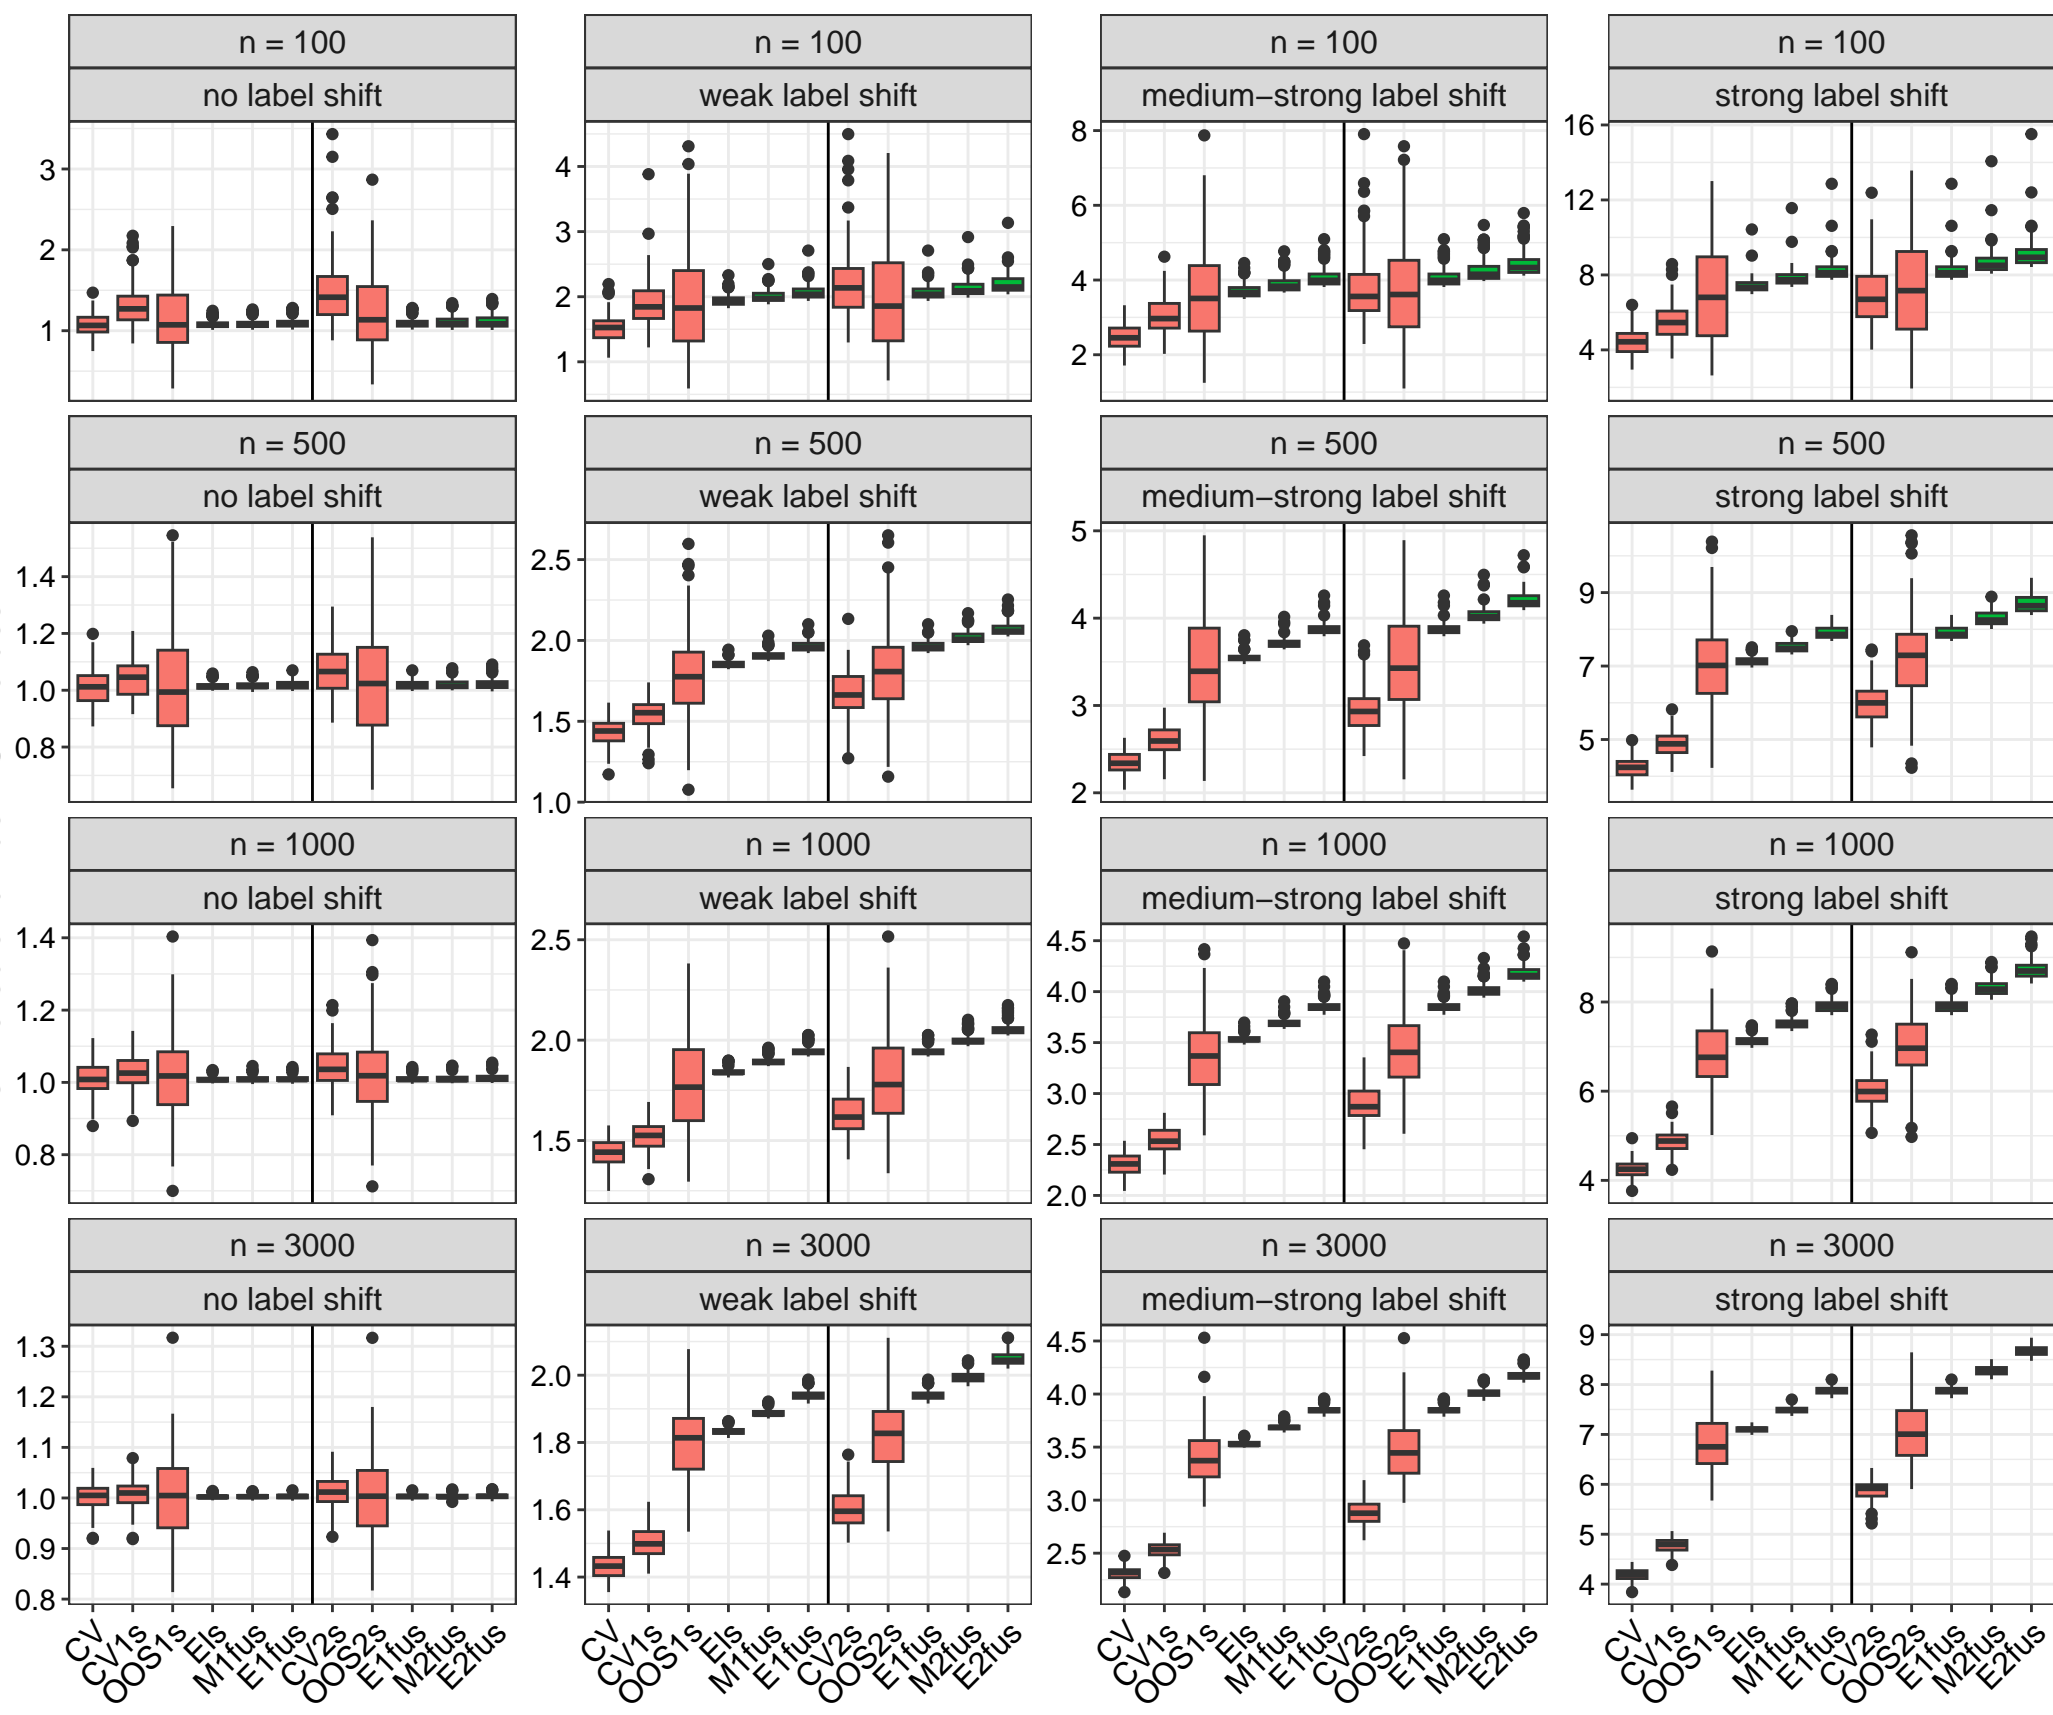 n = 100 n = 100 n = 100 n = 100
no label shift weak label shift medium−strong label shift strong label shift
3 2 1
4 3 2 1
8 6 4 2
16 12 8 4
n = 500 n = 500 n = 500 n = 500
no label shift weak label shift medium−strong label shift strong label shift
1.4 1.2 1.0 0.8
2.5 2.0 1.5 1.0
5 4 3 2
9 7 5
n = 1000 n = 1000 n = 1000 n = 1000
no label shift weak label shift medium−strong label shift strong label shift
1.4 1.2 1.0 0.8
2.5 2.0 1.5
4.5 4.0 3.5 3.0 2.5 2.0
8 6 4
n = 3000 n = 3000 n = 3000 n = 3000
no label shift weak label shift medium−strong label shift strong label shift
1.3 1.2 1.1 1.0 0.9 0.8
2.0 1.8 1.6 1.4
4.5 4.0 3.5 3.0 2.5
9 8 7 6 5 4
CV CV1s OOS1s Els M1fus E1fus CV2s OOS2s E1fus M2fus E2fus
CV CV1s OOS1s Els M1fus E1fus CV2s OOS2s E1fus M2fus E2fus
CV CV1s OOS1s Els M1fus E1fus CV2s OOS2s E1fus M2fus E2fus
CV CV1s OOS1s Els M1fus E1fus CV2s OOS2s E1fus M2fus E2fus